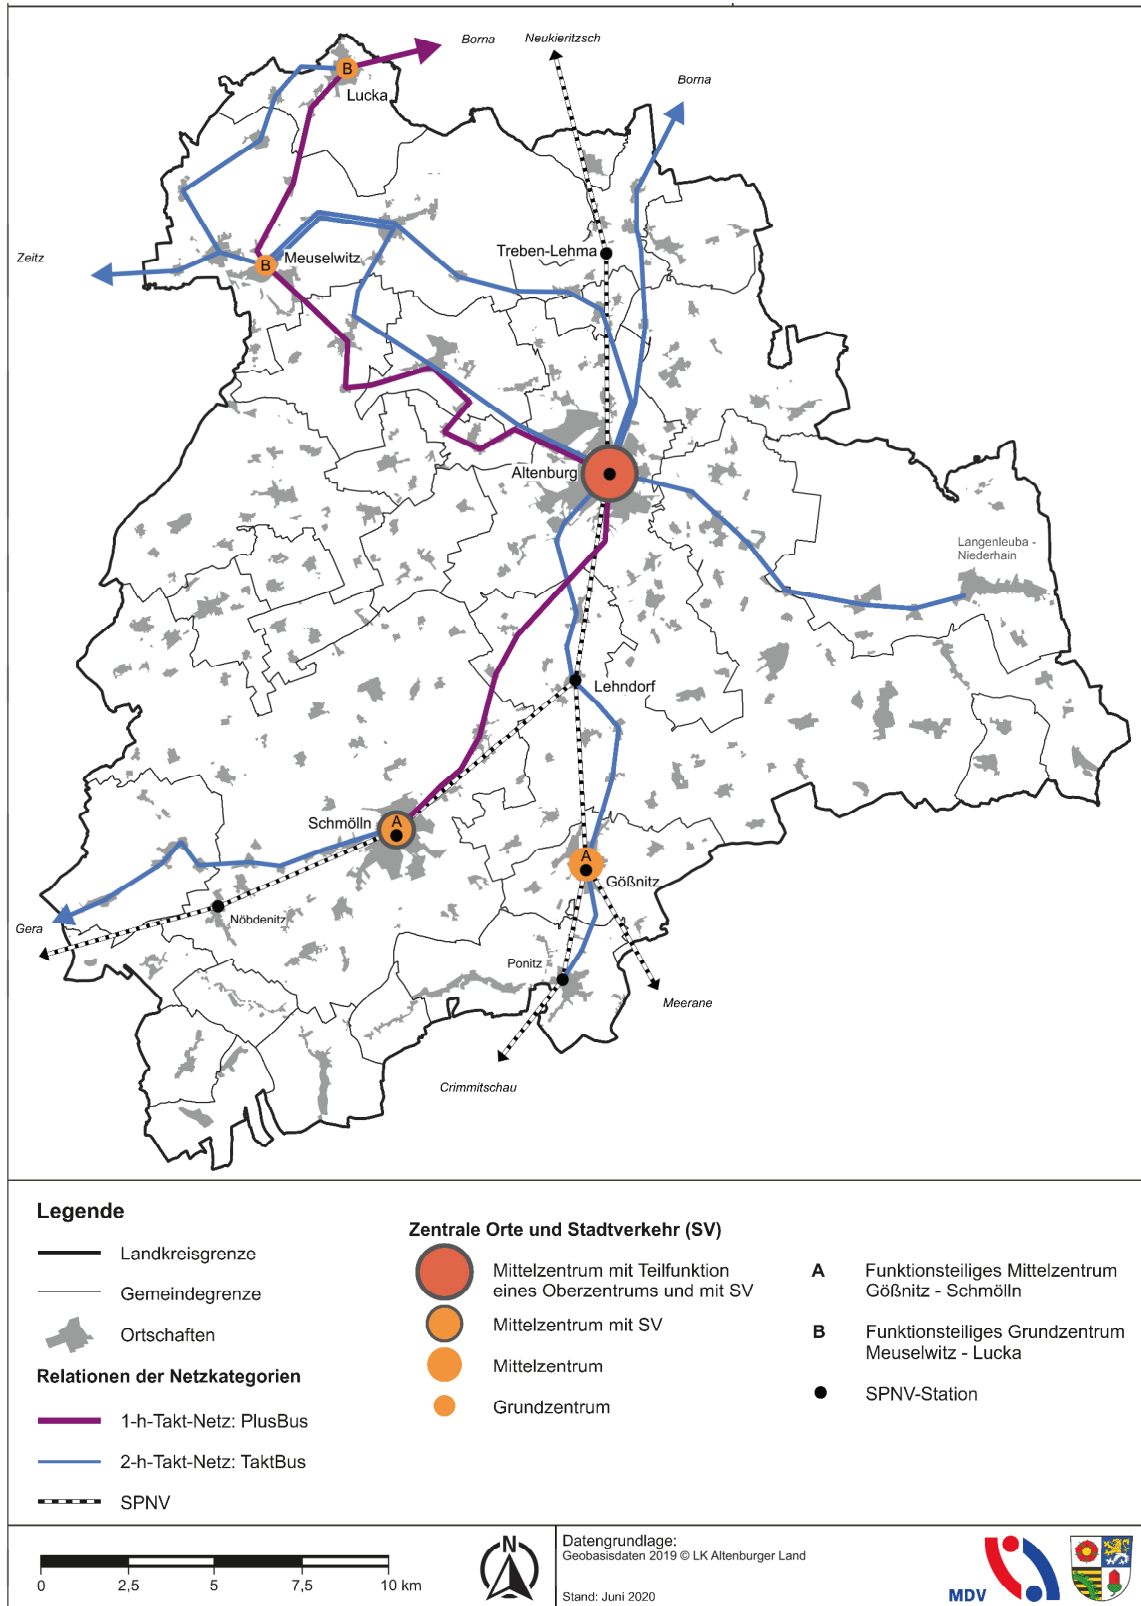 Borna
Neukieritzsch
Borna
B
Lucka
Treben-Lehma
Zeitz
B
Meuselwitz
Altenburg
Langenleuba -
Niederhain
Lehndorf
Schmölln
A
A
Gößnitz
Nöbdenitz
Gera
Ponitz
Meerane
Crimmitschau
Legende
Landkreisgrenze
Gemeindegrenze
Ortschaften
Relationen der Netzkategorien
1-h-Takt-Netz: PlusBus
2-h-Takt-Netz: TaktBus
SPNV
Zentrale Orte und Stadtverkehr (SV)
Mittelzentrum mit Teilfunktion
eines Oberzentrums und mit SV
Mittelzentrum mit SV
Mittelzentrum
Grundzentrum
A Funktionsteiliges Mittelzentrum
Gößnitz - Schmölln
B Funktionsteiliges Grundzentrum
Meuselwitz - Lucka
SPNV-Station
0 2,5 5 7,5 10 km
N
Datengrundlage:
Geobasisdaten 2019 © LK Altenburger Land
Stand: Juni 2020
MDV